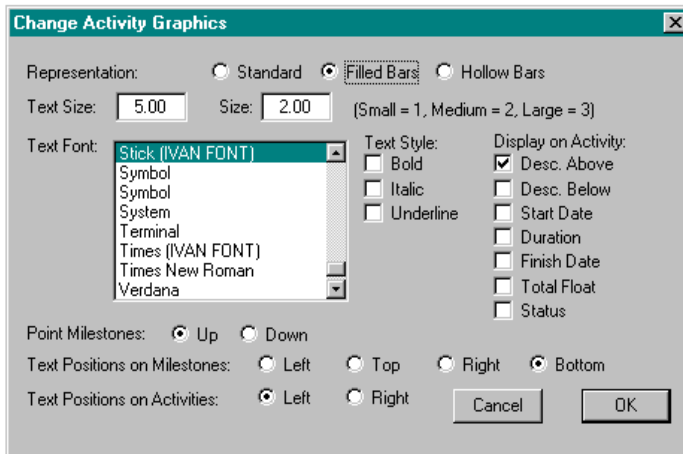 Change Activity Graphics
Representation: Standard Filled Bars Hollow Bars
Text Size: 5.00 Size: 2.00 (Small = 1, Medium = 2, Large = 3)
Text Font:
Stick (IVAN FONT)
Symbol
Symbol
System
Terminal
Times (IVAN FONT)
Times New Roman
Verdana
Text Style:
Bold
Italic
Underline
Display on Activity:
Desc. Above
Desc. Below
Start Date
Duration
Finish Date
Total Float
Status
Point Milestones: Up Down
Text Positions on Milestones: Left Top Right Bottom
Text Positions on Activities: Left Right
Cancel OK